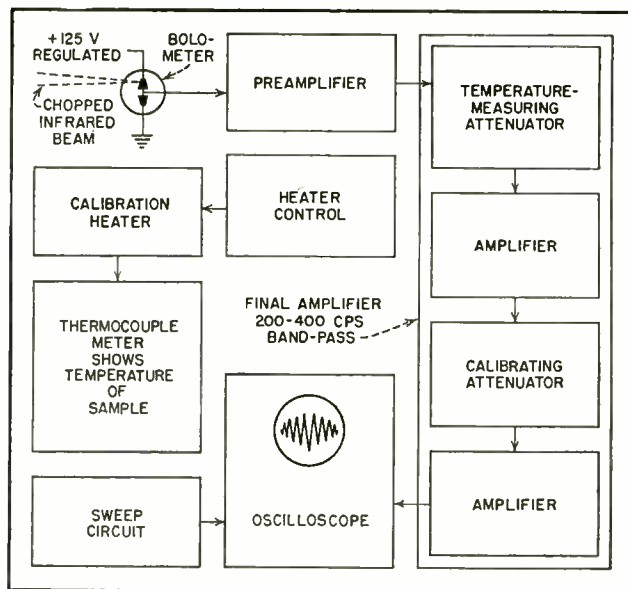 +125 V
REGULATED
BOLO-
METER
CHOPPED
INFRARED
BEAM
PREAMPLIFIER
TEMPERATURE-
MEASURING
ATTENUATOR
CALIBRATION
HEATER
HEATER
CONTROL
AMPLIFIER
THERMOCOUPLE
METER
SHOWS
TEMPERATURE
OF
SAMPLE
FINAL AMPLIFIER
200-400 CPS
BAND-PASS
CALIBRATING
ATTENUATOR
SWEEP
CIRCUIT
OSCILLOSCOPE
AMPLIFIER